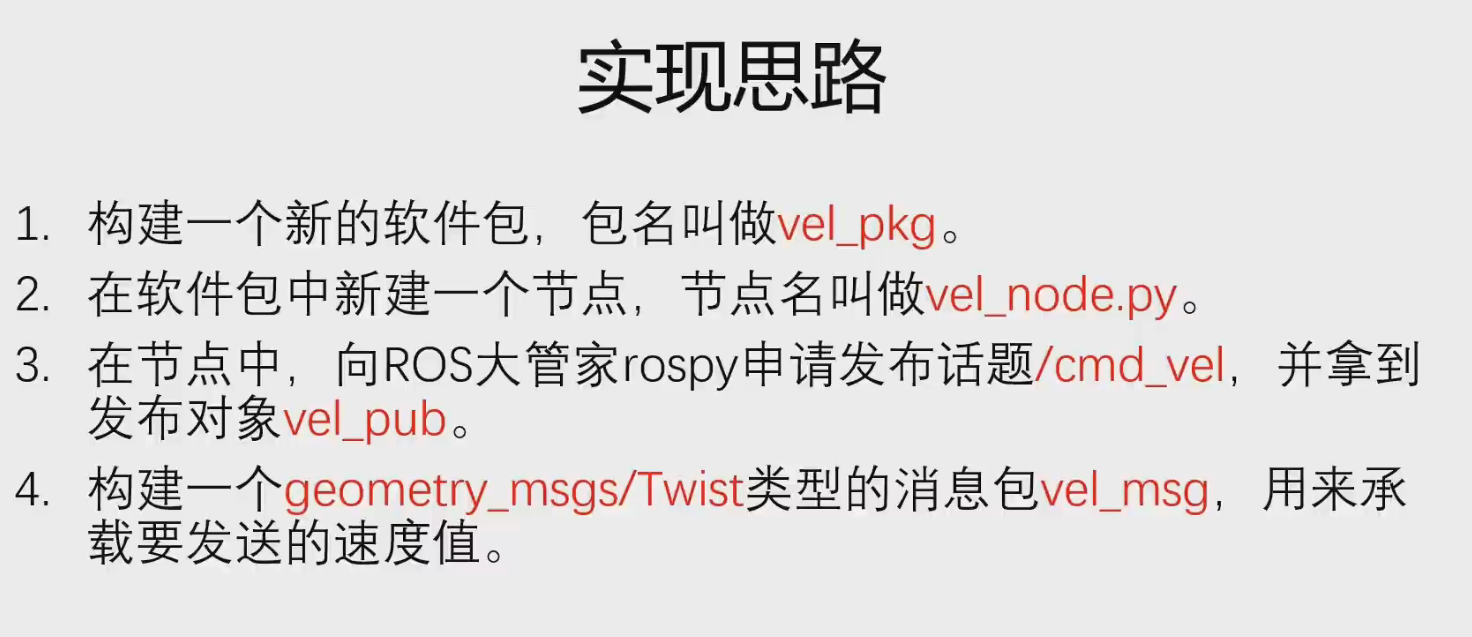 实现思路
1. 构建一个新的软件包，包名叫做vel_pkg。
2. 在软件包中新建一个节点，节点名叫做vel_node.py。
3. 在节点中，向ROS大管家rospy申请发布话题/cmd_vel，并拿到
发布对象vel_pub。
4. 构建一个geometry_msgs/Twist类型的消息包vel_msg，用来承
载要发送的速度值。